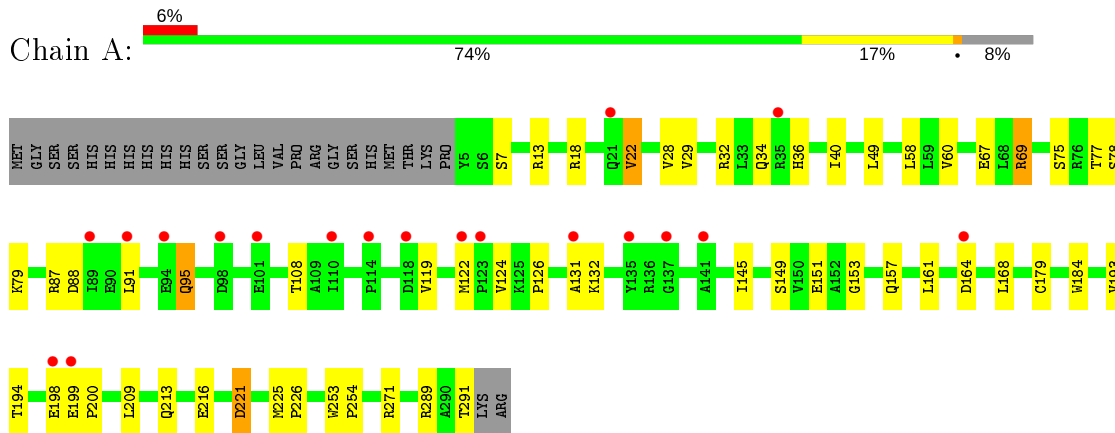 6%
Chain A:
74% 17% • 8%
MET GLY SER SER HIS HIS HIS HIS HIS HIS SER SER GLY LEU VAL PRO ARG GLY SER HIS MET THR LYS PRO Y5 S6 S7 R13 R18 Q21 V22 V28 V29 R32 L33 Q34 R35 H36 I40 L49 L58 L59 V60 E67 L68 R69 S75 R76 T77 S78
K79 R87 D88 I89 E90 L91 E94 Q95 D98 E101 T108 A109 I110 P114 D118 V119 M122 P123 V124 K125 P126 A131 K132 Y135 R136 G137 A141 I145 S149 V150 E151 A152 G153 Q157 L161 D164 L168 C179 W184 V193
T194 E198 E199 P200 L209 Q213 E216 D221 M225 P226 W253 P254 R271 R289 A290 T291 LYS ARG